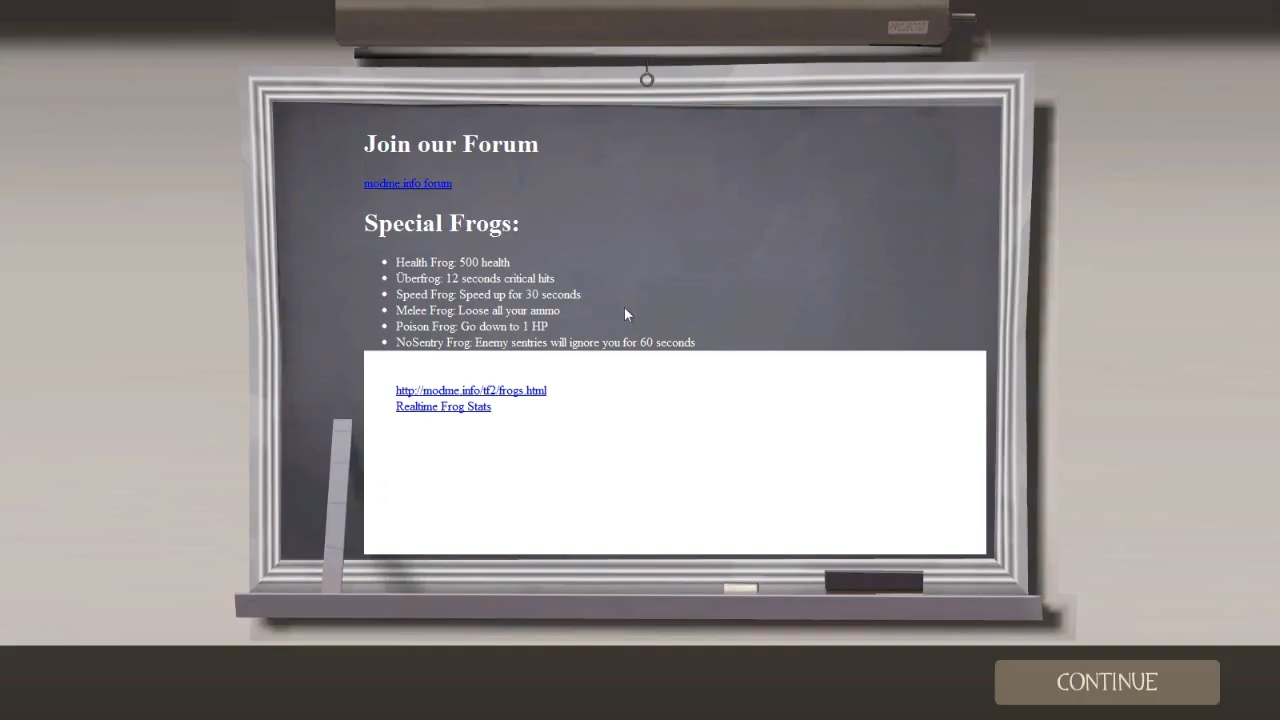 PROJECT
Join our Forum
modme.info forum
Special Frogs:
Health Frog: 500 health
Überfrog: 12 seconds critical hits
Speed Frog: Speed up for 30 seconds
Melee Frog: Loose all your ammo
Poison Frog: Go down to 1 HP
NoSentry Frog: Enemy sentries will ignore you for 60 seconds
http://modme.info/tf2/frogs.html
Realtime Frog Stats
CONTINUE